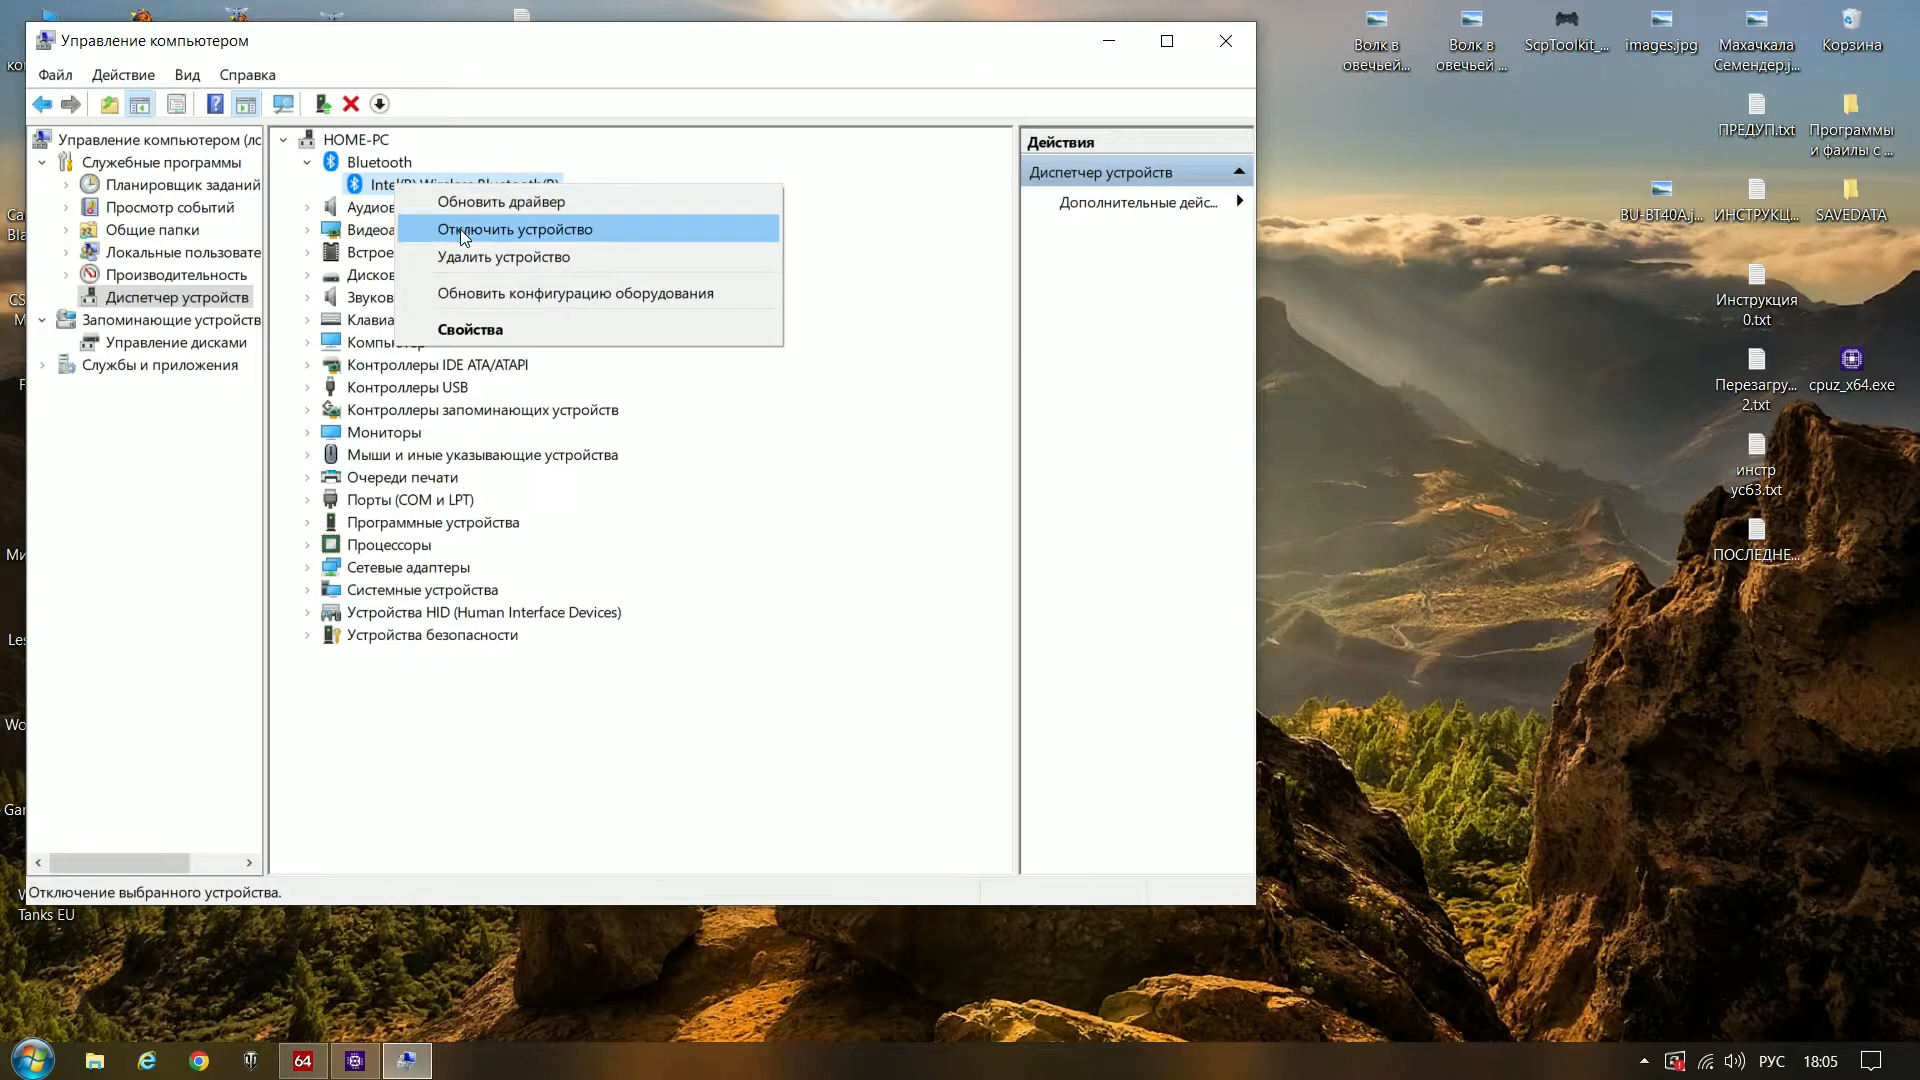 Управление компьютером
Файл Действие Вид Справка
Управление компьютером (лс
Служебные программы
Планировщик заданий
Просмотр событий
Общие папки
Локальные пользовате
Производительность
Диспетчер устройств
Запоминающие устройств
Управление дисками
Службы и приложения
HOME-PC
Bluetooth
Intel(R) Wireless Bluetooth(R)
Аудиов
Видеоа
Встрое
Дисков
Звуков
Клавиа
Компьютер
Контроллеры IDE ATA/ATAPI
Контроллеры USB
Контроллеры запоминающих устройств
Мониторы
Мыши и иные указывающие устройства
Очереди печати
Порты (COM и LPT)
Программные устройства
Процессоры
Сетевые адаптеры
Системные устройства
Устройства HID (Human Interface Devices)
Устройства безопасности
Обновить драйвер
Отключить устройство
Удалить устройство
Обновить конфигурацию оборудования
Свойства
Действия
Диспетчер устройств
Дополнительные дейс...
Отключение выбранного устройства.
Tanks EU
Волк в
овечьей...
Волк в
овечьей ...
ScpToolkit_...
images.jpg
Махачкала
Семендер.j...
Корзина
ПРЕДУП.txt
Программы
и файлы с ...
BU-BT40A.j...
ИНСТРУКЦ...
SAVEDATA
Инструкция
0.txt
Перезагру...
2.txt
cpuz_x64.exe
инстр
усб3.txt
ПОСЛЕДНЕ...
64
РУС
18:05